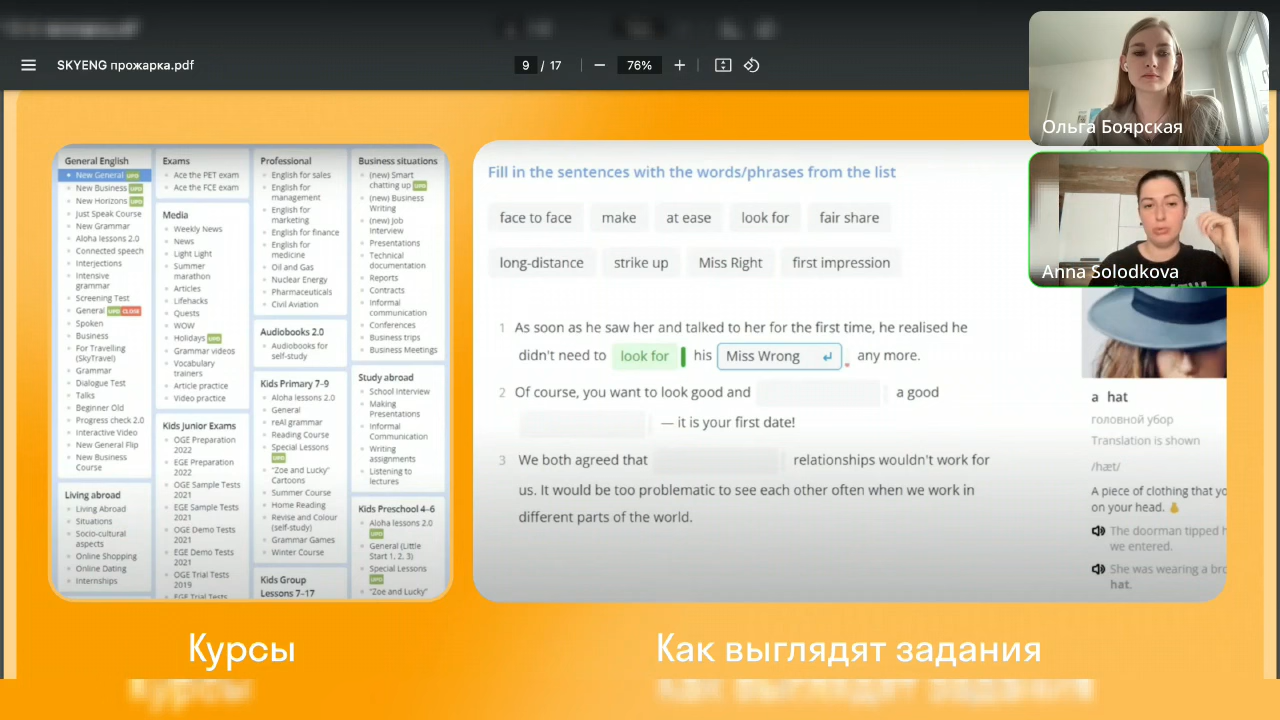 SKYENG прожарка.pdf
9 / 17
76%
Ольга Боярская
Anna Solodkova
General English
New General UPD
New Business UPD
New Horizons UPD
Just Speak Course
New Grammar
Aloha lessons 2.0
Connected speech
Interjections
Intensive
grammar
Screening Test
General UPD CLOSE
Spoken
Business
For Travelling
(SkyTravel)
Grammar
Dialogue Test
Talks
Beginner Old
Progress check 2.0
Interactive Video
New General Flip
New Business
Course
Living abroad
Living Abroad
Situations
Socio-cultural
aspects
Online Shopping
Online Dating
Internships
Exams
Ace the PET exam
Ace the FCE exam
Media
Weekly News
News
Light Light
Summer
marathon
Articles
Lifehacks
Quests
WOW
Holidays UPD
Grammar videos
Vocabulary
trainers
Article practice
Video practice
Kids Junior Exams
OGE Preparation
2022
EGE Preparation
2022
OGE Sample Tests
2021
EGE Sample Tests
2021
OGE Demo Tests
2021
EGE Demo Tests
2021
OGE Trial Tests
2019
EGE Trial Tests
Professional
English for sales
English for
management
English for
marketing
English for finance
English for
medicine
Oil and Gas
Nuclear Energy
Pharmaceuticals
Civil Aviation
Audiobooks 2.0
Audiobooks for
self-study
Kids Primary 7-9
Aloha lessons 2.0
General
reAl grammar
Reading Course
Special Lessons
UPD
"Zoe and Lucky"
Cartoons
Summer Course
Home Reading
Revise and Colour
(self-study)
Grammar Games
Winter Course
Kids Group
Lessons 7-17
Business situations
(new) Smart
chatting up UPD
(new) Business
Writing
(new) Job
Interview
Presentations
Technical
documentation
Reports
Contracts
Informal
communication
Conferences
Business trips
Business Meetings
Study abroad
School interview
Making
Presentations
Informal
Communication
Writing
assignments
Listening to
lectures
Kids Preschool 4-6
Aloha lessons 2.0
UPD
General (Little
Start 1, 2, 3)
Special Lessons
UPD
"Zoe and Lucky"
Fill in the sentences with the words/phrases from the list
face to face make at ease look for fair share
long-distance strike up Miss Right first impression
1 As soon as he saw her and talked to her for the first time, he realised he
didn't need to look for his Miss Wrong . any more.
2 Of course, you want to look good and a good
— it is your first date!
3 We both agreed that relationships wouldn't work for
us. It would be too problematic to see each other often when we work in
different parts of the world.
a hat
головной убор
Translation is shown
/hæt/
A piece of clothing that yo
on your head.
The doorman tipped h
we entered.
She was wearing a bro
hat.
Курсы
Как выглядят задания